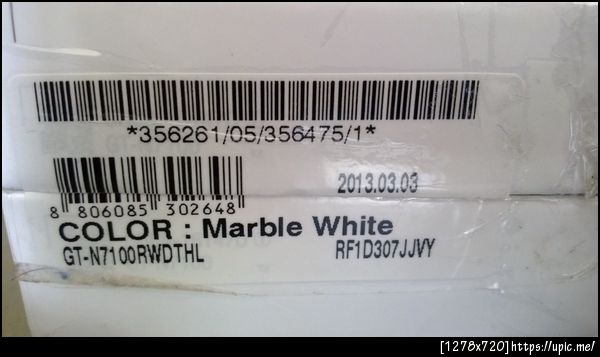 *356261/05/356475/1*
2013.03.03
8 806085 302648
COLOR : Marble White
GT-N7100RWDTHL RF1D307JJVY
[1278x720]https://upic.me/